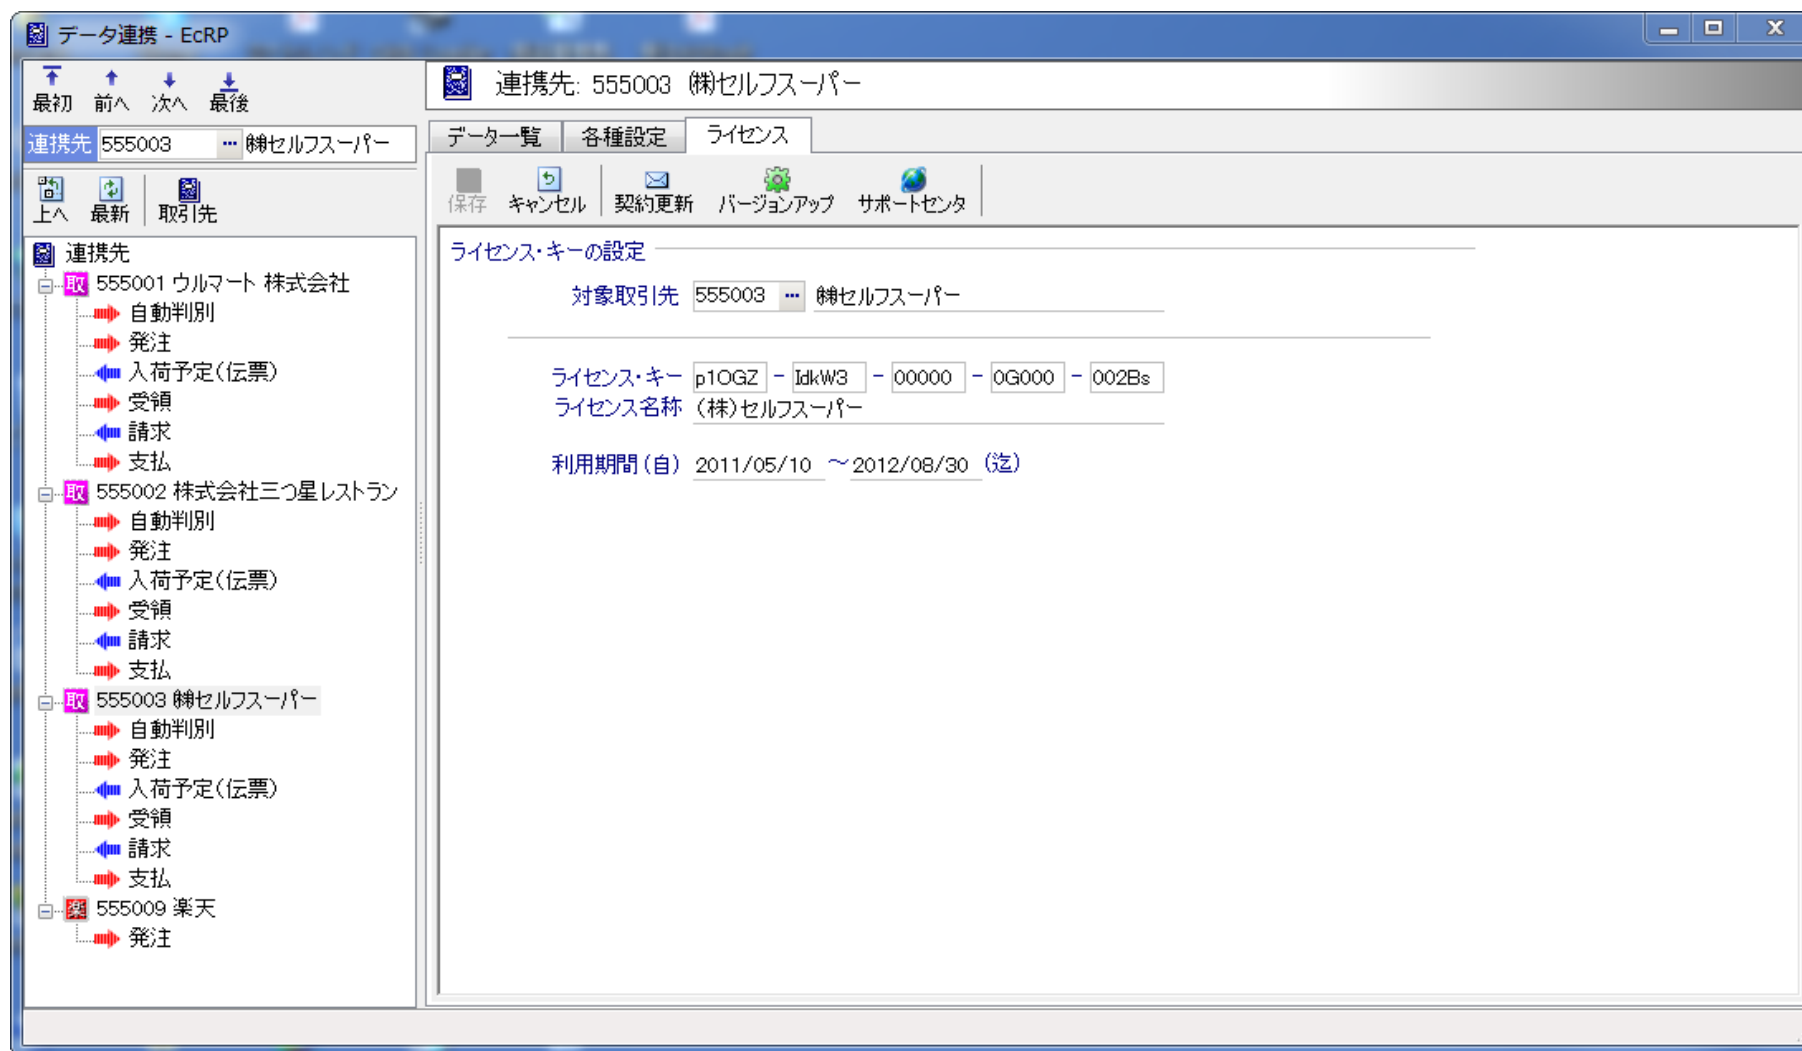 データ連携 - EcRP
最初 前へ 次へ 最後
連携先 555003 ... ㈱セルフスーパー
上へ 最新 取引先
連携先
取 555001 ウルマート 株式会社
自動判別
発注
入荷予定(伝票)
受領
請求
支払
取 555002 株式会社三つ星レストラン
自動判別
発注
入荷予定(伝票)
受領
請求
支払
取 555003 ㈱セルフスーパー
自動判別
発注
入荷予定(伝票)
受領
請求
支払
楽 555009 楽天
発注
連携先: 555003 ㈱セルフスーパー
データ一覧 各種設定 ライセンス
保存 キャンセル 契約更新 バージョンアップ サポートセンタ
ライセンス・キーの設定
対象取引先 555003 ... ㈱セルフスーパー
ライセンス・キー p1OGZ - IdkW3 - 00000 - 0G000 - 002Bs
ライセンス名称 (株)セルフスーパー
利用期間(自) 2011/05/10 ～ 2012/08/30 (迄)